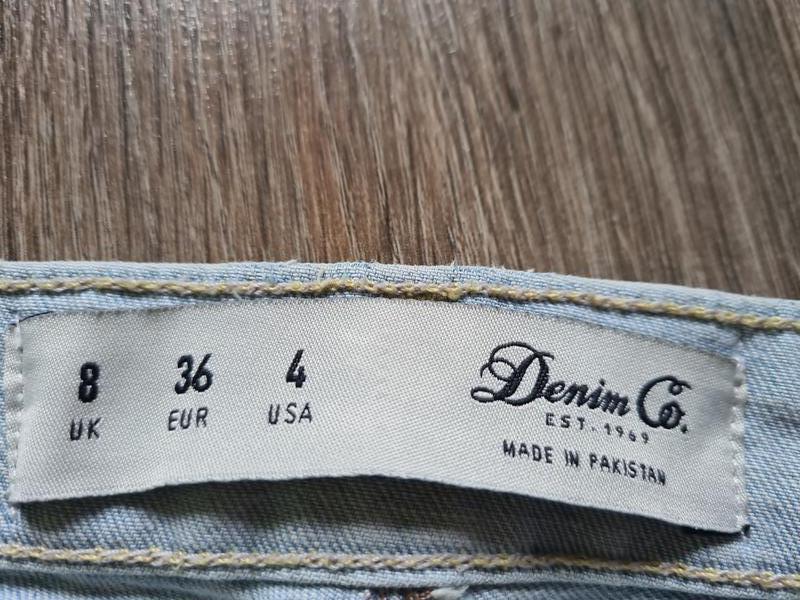 8 36 4
UK EUR USA
Denim Co.
EST. 1969
MADE IN PAKISTAN